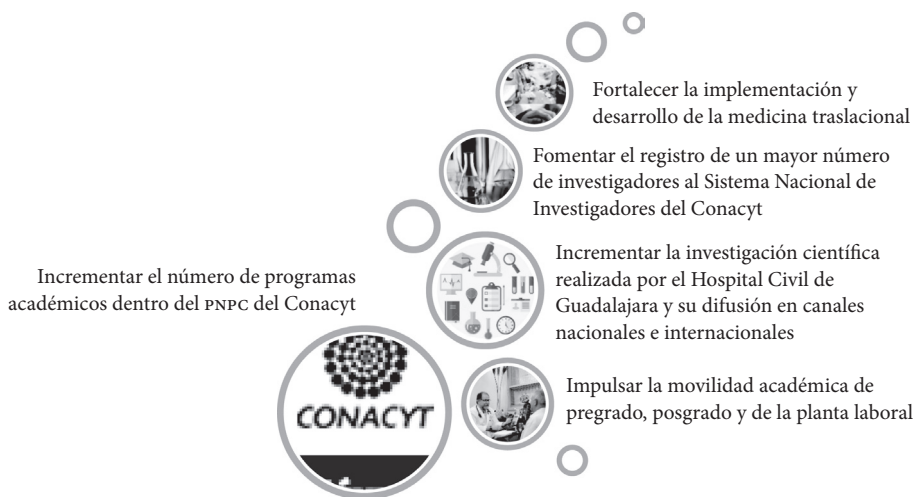 Fortalecer la implementación y
desarrollo de la medicina traslacional
Fomentar el registro de un mayor número
de investigadores al Sistema Nacional de
Investigadores del Conacyt
Incrementar el número de programas
académicos dentro del PNPC del Conacyt
Incrementar la investigación científica
realizada por el Hospital Civil de
Guadalajara y su difusión en canales
nacionales e internacionales
CONACYT
Impulsar la movilidad académica de
pregrado, posgrado y de la planta laboral